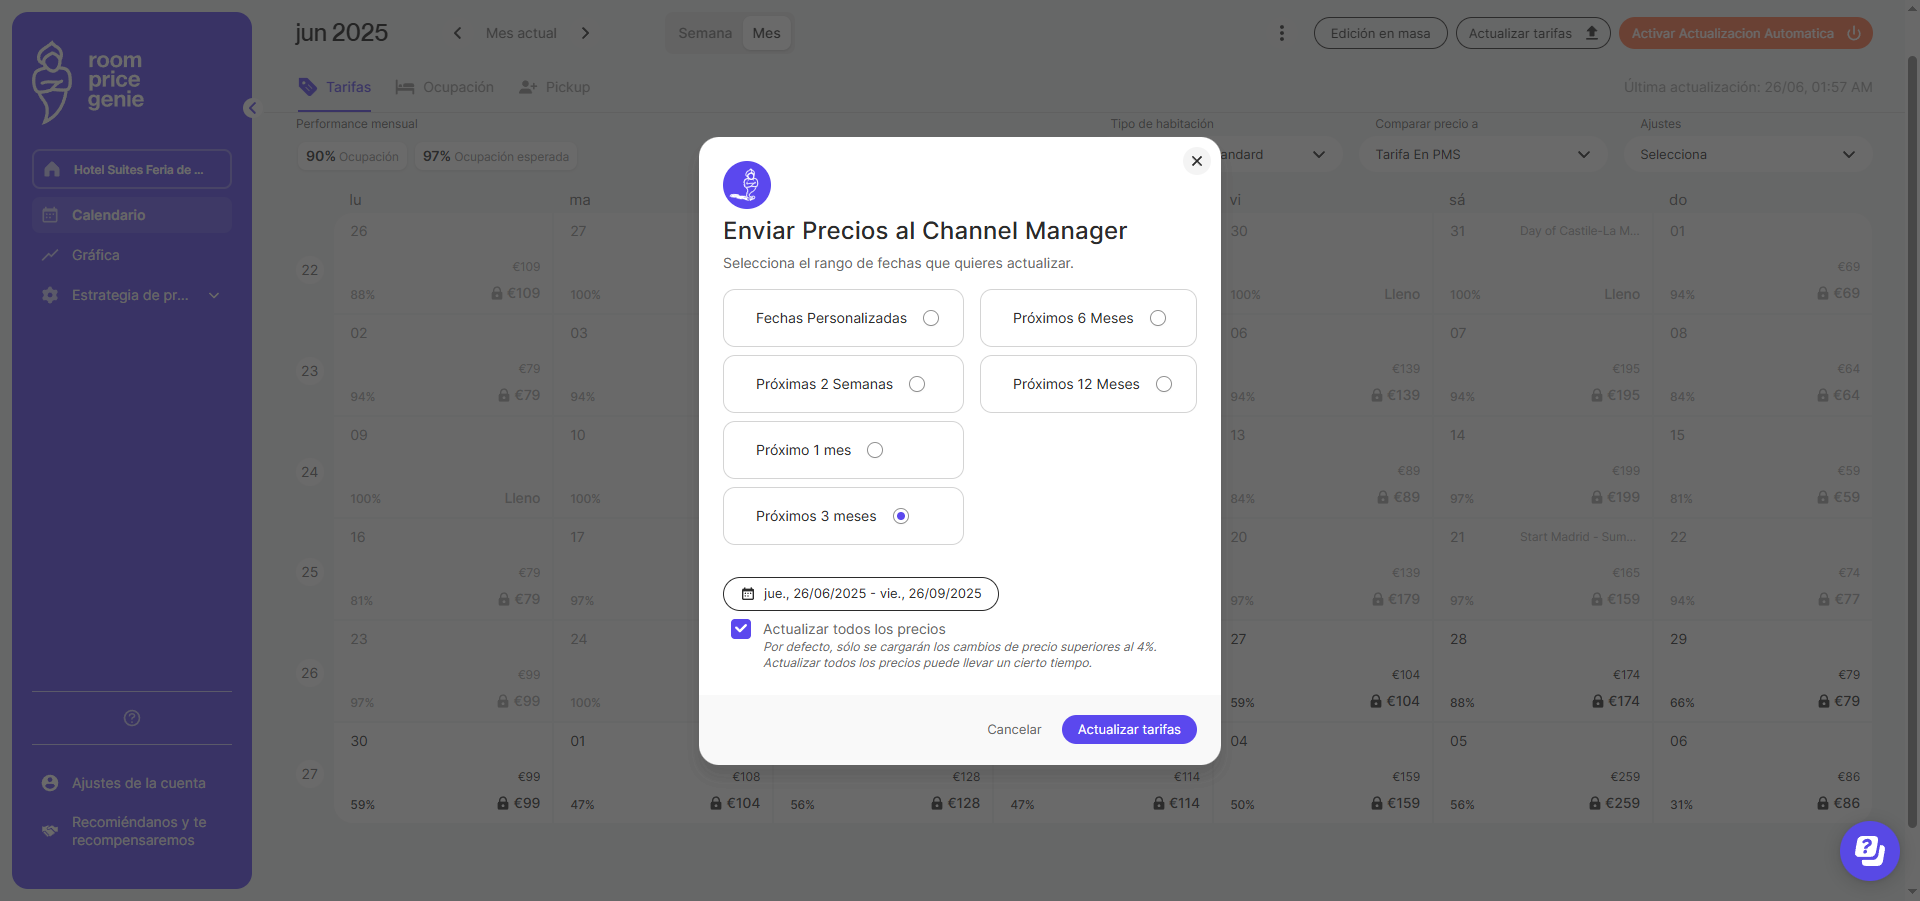 room
price
genie
Hotel Suites Feria de ...
Calendario
Gráfica
Estrategia de pr...
Ajustes de la cuenta
Recomiéndanos y te
recompensaremos
jun 2025
Mes actual
Semana
Mes
Edición en masa
Actualizar tarifas
Activar Actualizacion Automatica
Tarifas
Ocupación
Pickup
Última actualización: 26/06, 01:57 AM
Performance mensual
90% Ocupación
97% Ocupación esperada
Tipo de habitación
andard
Comparar precio a
Tarifa En PMS
Ajustes
Selecciona
lu ma vi sá do
22
26 27 30 31 Day of Castile-La M... 01
€109 €69
88% €109 100% 100% Lleno 100% Lleno 94% €69
23
02 03 06 07 08
€79 €139 €195 €64
94% €79 94% 94% €139 94% €195 84% €64
24
09 10 13 14 15
€89 €199 €59
100% Lleno 100% 84% €89 97% €199 81% €59
25
16 17 20 21 Start Madrid - Sum... 22
€79 €139 €165 €74
81% €79 97% 97% €179 97% €159 94% €77
26
23 24 27 28 29
€99 €104 €174 €79
97% €99 100% 59% €104 88% €174 66% €79
27
30 01 04 05 06
€99 €108 €128 €114 €159 €259 €86
59% €99 47% €104 56% €128 47% €114 50% €159 56% €259 31% €86
Enviar Precios al Channel Manager
Selecciona el rango de fechas que quieres actualizar.
Fechas Personalizadas
Próximos 6 Meses
Próximas 2 Semanas
Próximos 12 Meses
Próximo 1 mes
Próximos 3 meses
jue., 26/06/2025 - vie., 26/09/2025
Actualizar todos los precios
Por defecto, sólo se cargarán los cambios de precio superiores al 4%.
Actualizar todos los precios puede llevar un cierto tiempo.
Cancelar
Actualizar tarifas